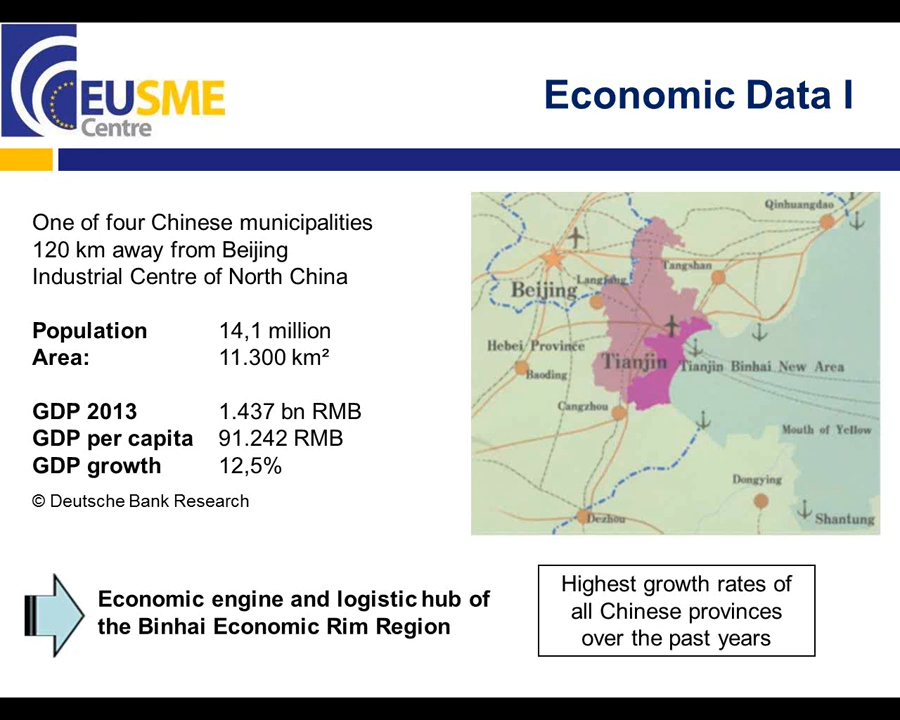 EUSME
Centre
Economic Data I
One of four Chinese municipalities
120 km away from Beijing
Industrial Centre of North China
Population 14,1 million
Area: 11.300 km²
GDP 2013 1.437 bn RMB
GDP per capita 91.242 RMB
GDP growth 12,5%
© Deutsche Bank Research
Qinhuangdao
Tangshan
Langfang
Beijing
Hebei Province
Tianjin
Tianjin Binhai New Area
Baoding
Cangzhou
Mouth of Yellow
Dongying
Dezhou
Shantung
Economic engine and logistic hub of
the Binhai Economic Rim Region
Highest growth rates of
all Chinese provinces
over the past years